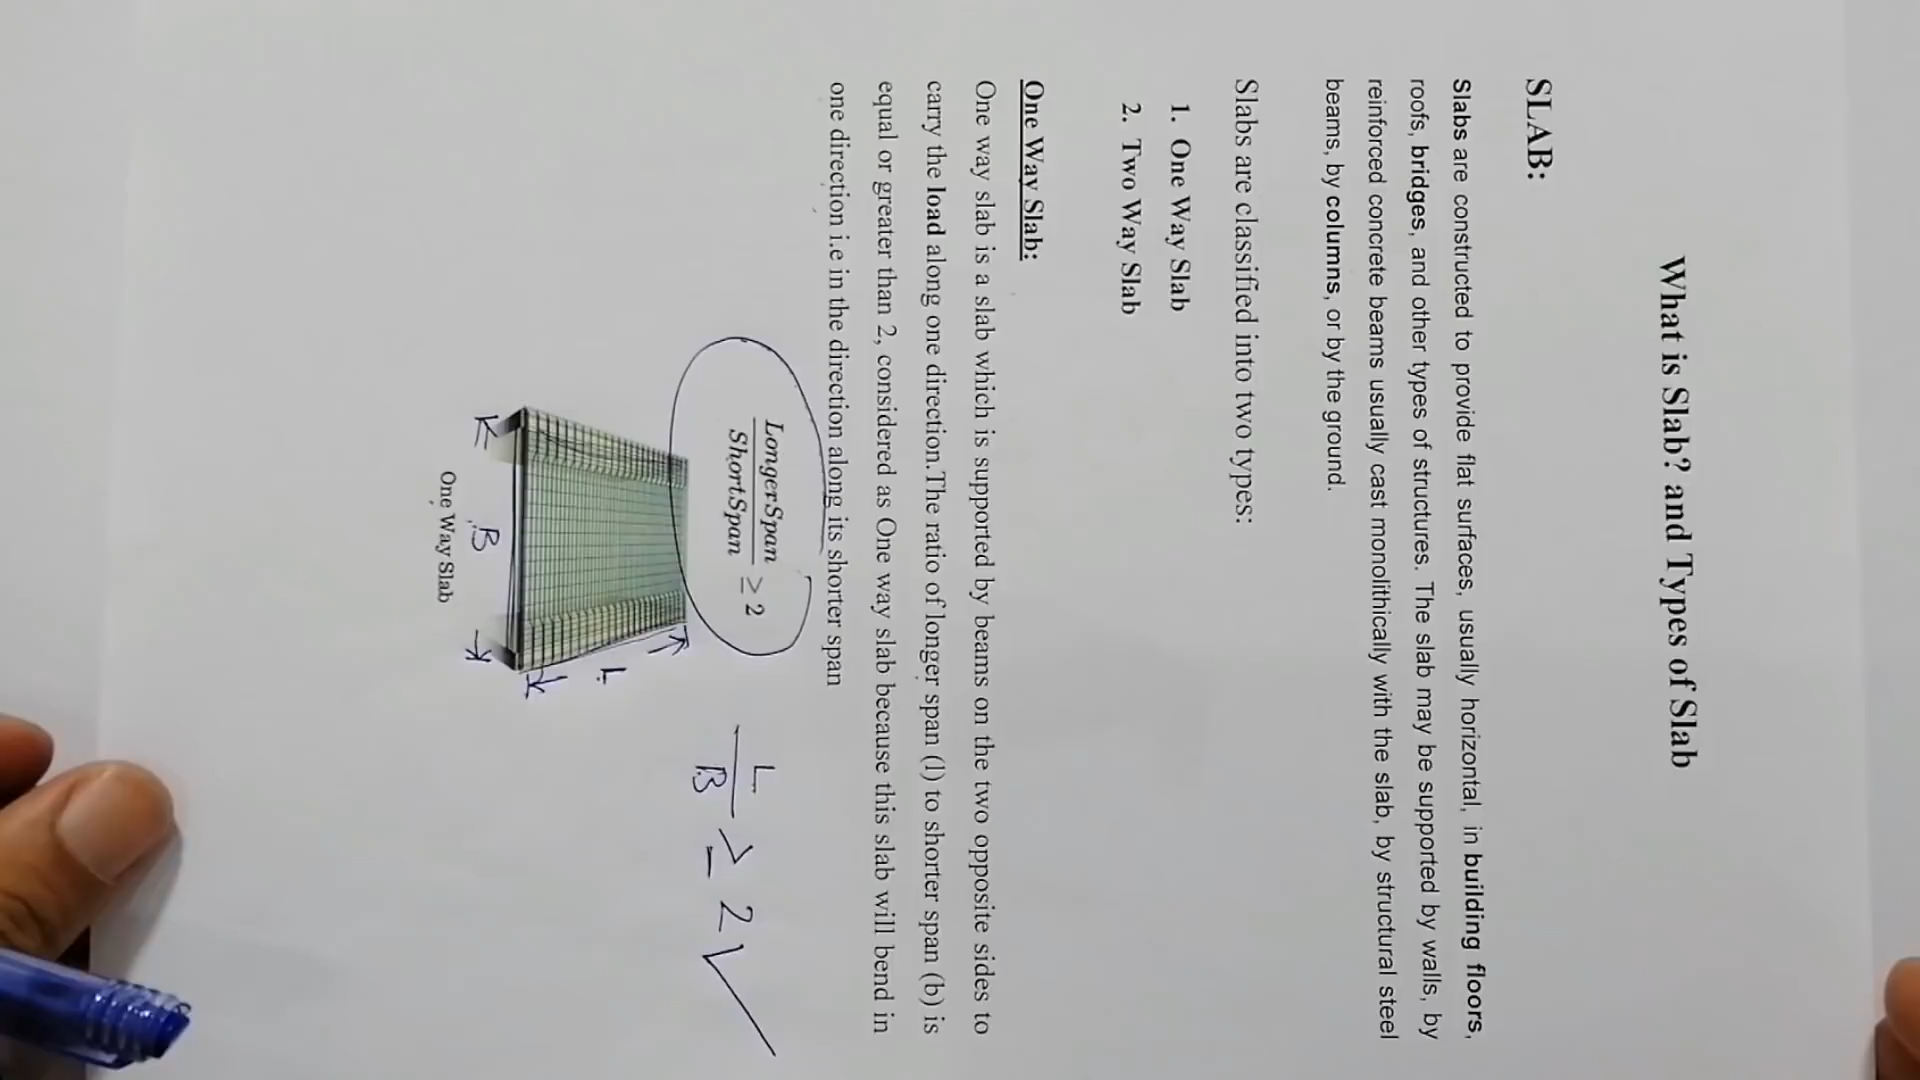 What is Slab? and Types of Slab
SLAB:
Slabs are constructed to provide flat surfaces, usually horizontal, in building floors,
roofs, bridges, and other types of structures. The slab may be supported by walls, by
reinforced concrete beams usually cast monolithically with the slab, by structural steel
beams, by columns, or by the ground.
Slabs are classified into two types:
1. One Way Slab
2. Two Way Slab
One Way Slab:
One way slab is a slab which is supported by beams on the two opposite sides to
carry the load along one direction.The ratio of longer span (l) to shorter span (b) is
equal or greater than 2, considered as One way slab because this slab will bend in
one direction i.e in the direction along its shorter span
LongerSpan
ShortSpan
≥ 2
L
B
≥ 2 ✓
L
B
One Way Slab